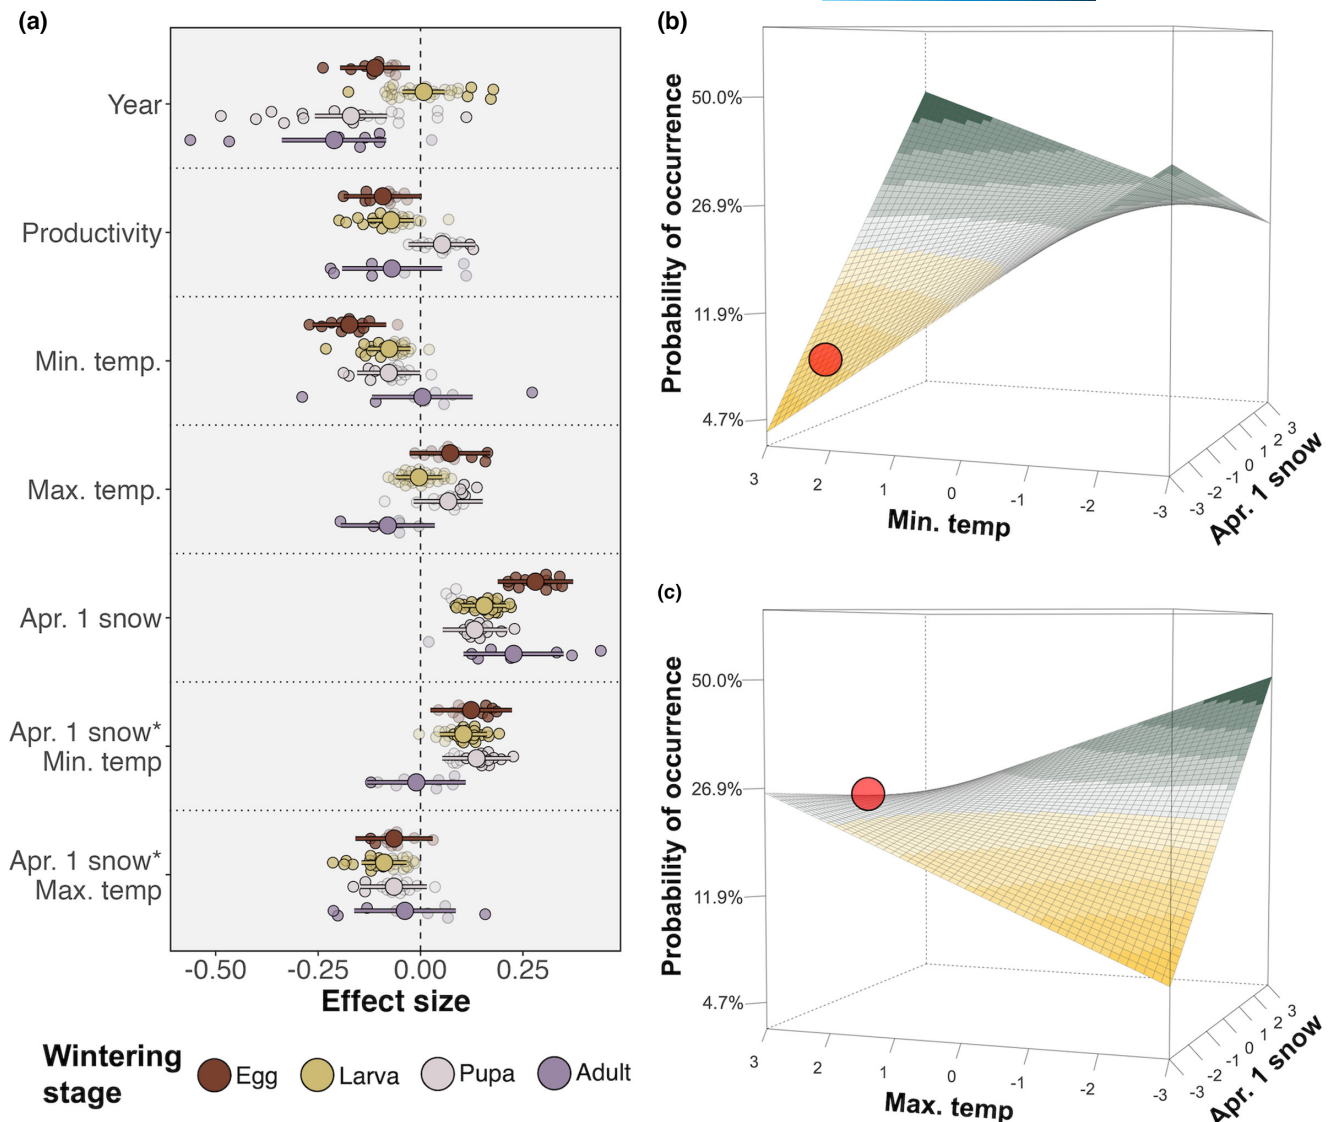 (a)
Year
Productivity
Min. temp.
Max. temp.
Apr. 1 snow
Apr. 1 snow*
Min. temp
Apr. 1 snow*
Max. temp
-0.50 -0.25 0.00 0.25
Effect size
Wintering
stage
Egg Larva Pupa Adult
(b)
Probability of occurrence
50.0%
26.9%
11.9%
4.7%
3 2 1 0 -1 -2 -3
Min. temp
-3 -2 -1 0 1 2 3
Apr. 1 snow
(c)
Probability of occurrence
50.0%
26.9%
11.9%
4.7%
3 2 1 0 -1 -2 -3
Max. temp
-3 -2 -1 0 1 2 3
Apr. 1 snow